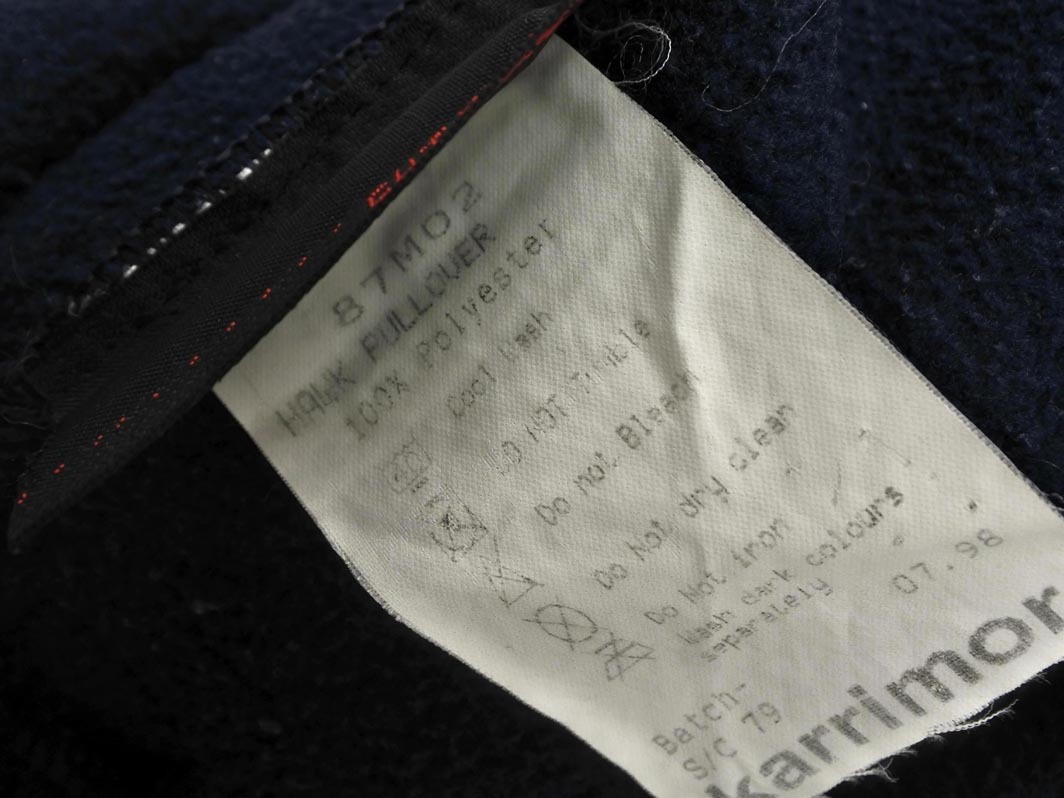 87M02
HAWK PULLOVER
100% Polyester
Cool Wash
DO NOT Tumble
Do not Bleach
Do Not dry clean
Do Not iron
Wash dark colours
separately
07.98
Batch-
S/C 79
karrimor